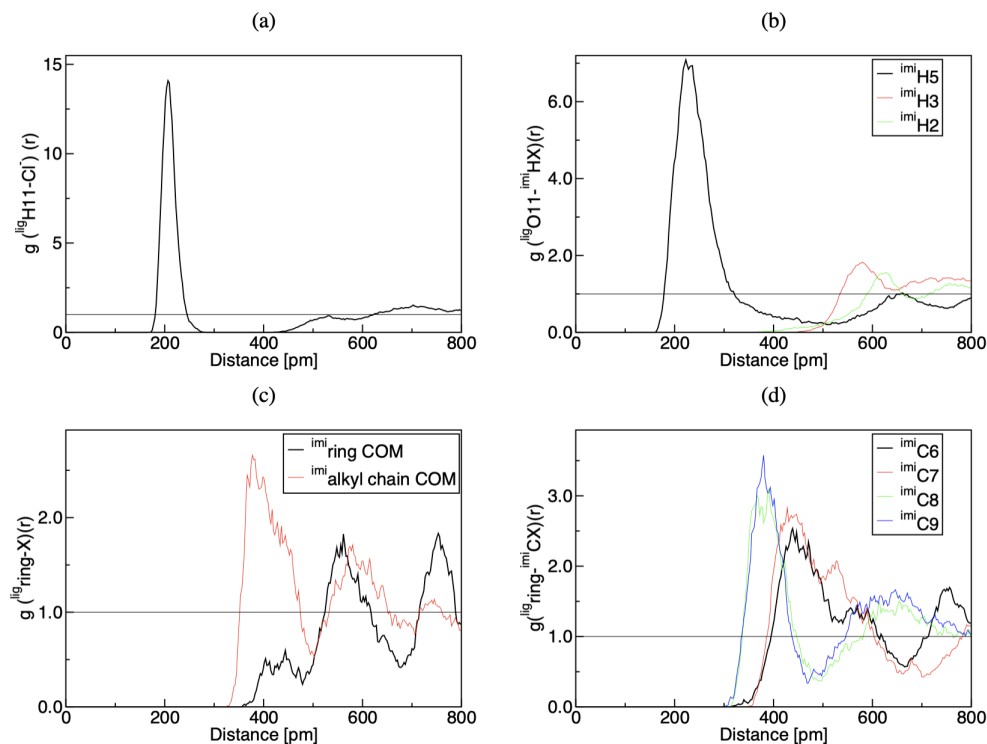 (a)
15
10
5
0
g (ligH11-Cl-) (r)
0 200 400 600 800
Distance [pm]
(b)
imiH5
imiH3
imiH2
6.0
4.0
2.0
0.0
g (ligO11-imiHX)(r)
0 200 400 600 800
Distance [pm]
(c)
imiring COM
imialkyl chain COM
2.0
1.0
0.0
g (ligring-X)(r)
0 200 400 600 800
Distance [pm]
(d)
imiC6
imiC7
imiC8
imiC9
3.0
2.0
1.0
0.0
g(ligring-imiCX)(r)
0 200 400 600 800
Distance [pm]